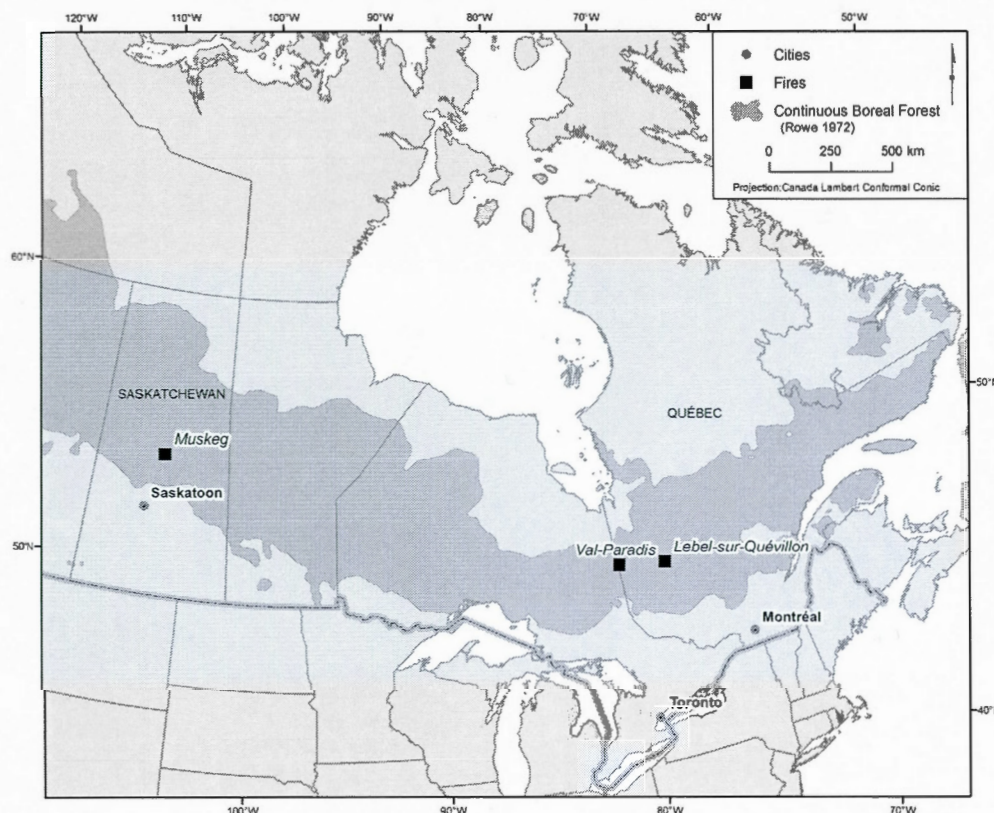 120°W 110°W 100°W 90°W 80°W 70°W 60°W 50°W
Cities
Fires
Continuous Boreal Forest
(Rowe 1972)
0 250 500 km
Projection:Canada Lambert Conformal Conic
60°N
50°N
SASKATCHEWAN
QUÉBEC
Muskeg
Saskatoon
50°N
Val-Paradis
Lebel-sur-Quévillon
Montréal
Toronto
40°N
100°W 90°W 80°W 70°W